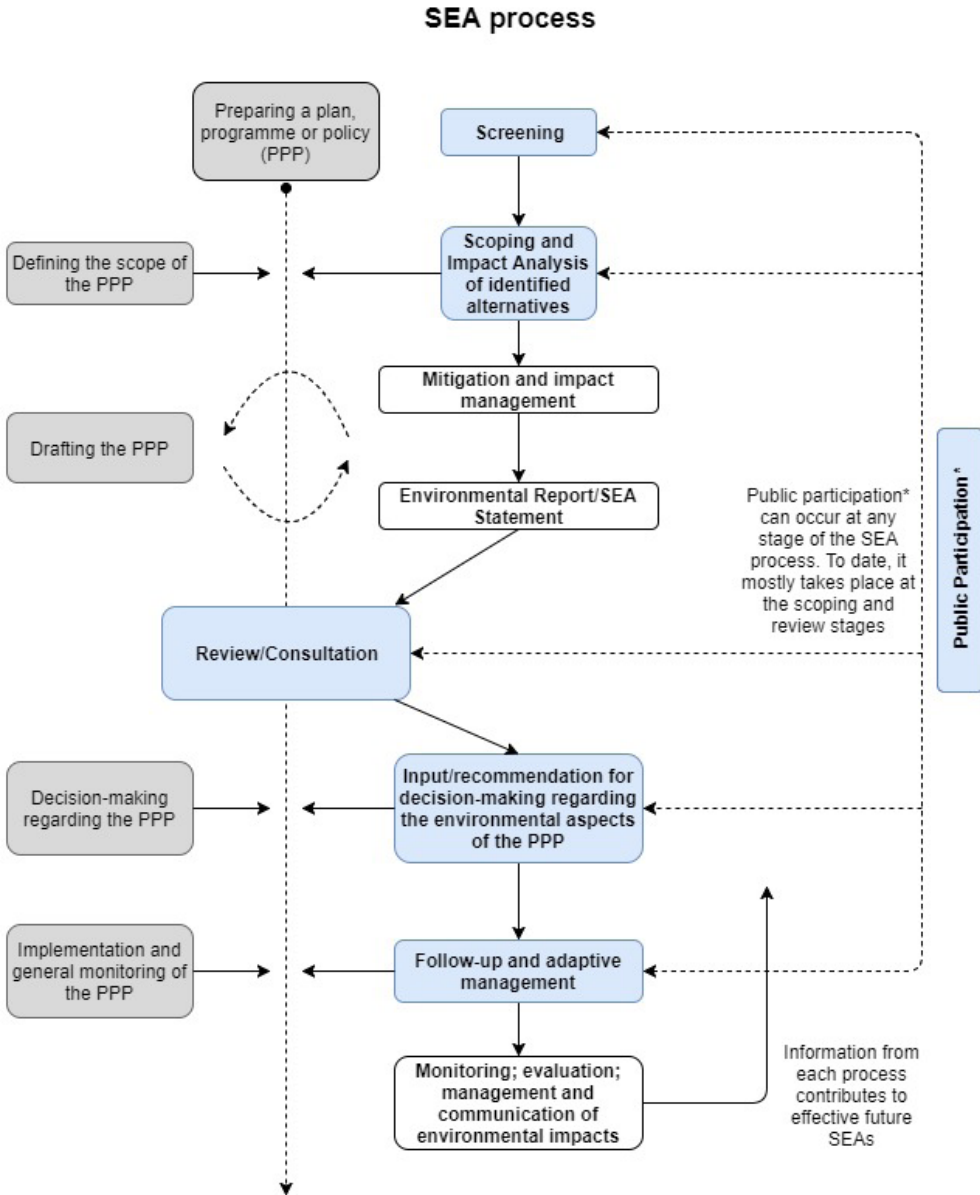 SEA process
Preparing a plan,
programme or policy
(PPP)
Screening
Defining the scope of
the PPP
Scoping and
Impact Analysis
of identified
alternatives
Mitigation and impact
management
Drafting the PPP
Environmental Report/SEA
Statement
Public participation*
can occur at any
stage of the SEA
process. To date, it
mostly takes place at
the scoping and
review stages
Public Participation*
Review/Consultation
Decision-making
regarding the PPP
Input/recommendation for
decision-making regarding
the environmental aspects
of the PPP
Implementation and
general monitoring of
the PPP
Follow-up and adaptive
management
Monitoring; evaluation;
management and
communication of
environmental impacts
Information from
each process
contributes to
effective future
SEAs